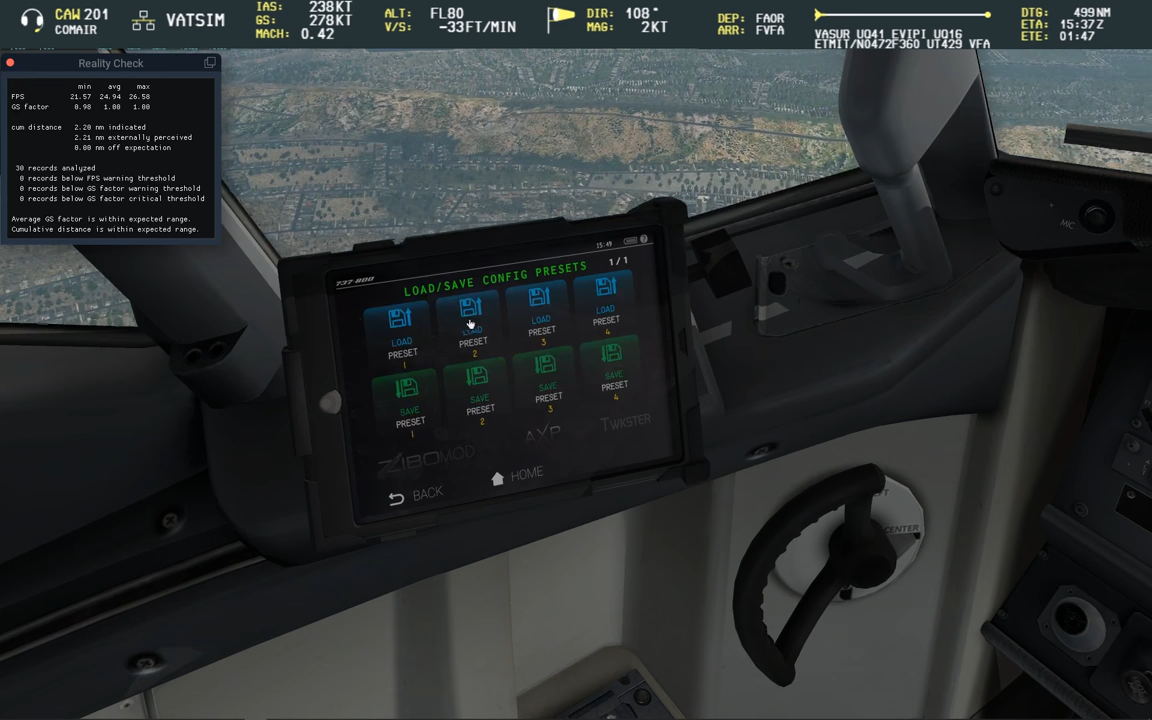 CAW 201
COMAIR
VATSIM
IAS: 238KT
GS: 278KT
MACH: 0.42
ALT: FL80
V/S: -33FT/MIN
DIR: 108°
MAG: 2KT
DEP: FAOR
ARR: FVFA
VASUR UQ41 EVIPI UQ16
ETMIT/N0472F360 UT429 VFA
DTG: 499NM
ETA: 15:37Z
ETE: 01:47
Reality Check
min avg max
FPS 21.57 24.94 26.58
GS factor 0.98 1.00 1.00
cum distance 2.20 nm indicated
2.21 nm externally perceived
0.00 nm off expectation
30 records analyzed
0 records below FPS warning threshold
0 records below GS factor warning threshold
0 records below GS factor critical threshold
Average GS factor is within expected range.
Cumulative distance is within expected range.
15:49
737-800
LOAD/SAVE CONFIG PRESETS
1/1
LOAD PRESET 1
LOAD PRESET 2
LOAD PRESET 3
LOAD PRESET 4
SAVE PRESET 1
SAVE PRESET 2
SAVE PRESET 3
SAVE PRESET 4
ZIBOMOD
AXP
TWKSTER
BACK
HOME
MIC
CENTER